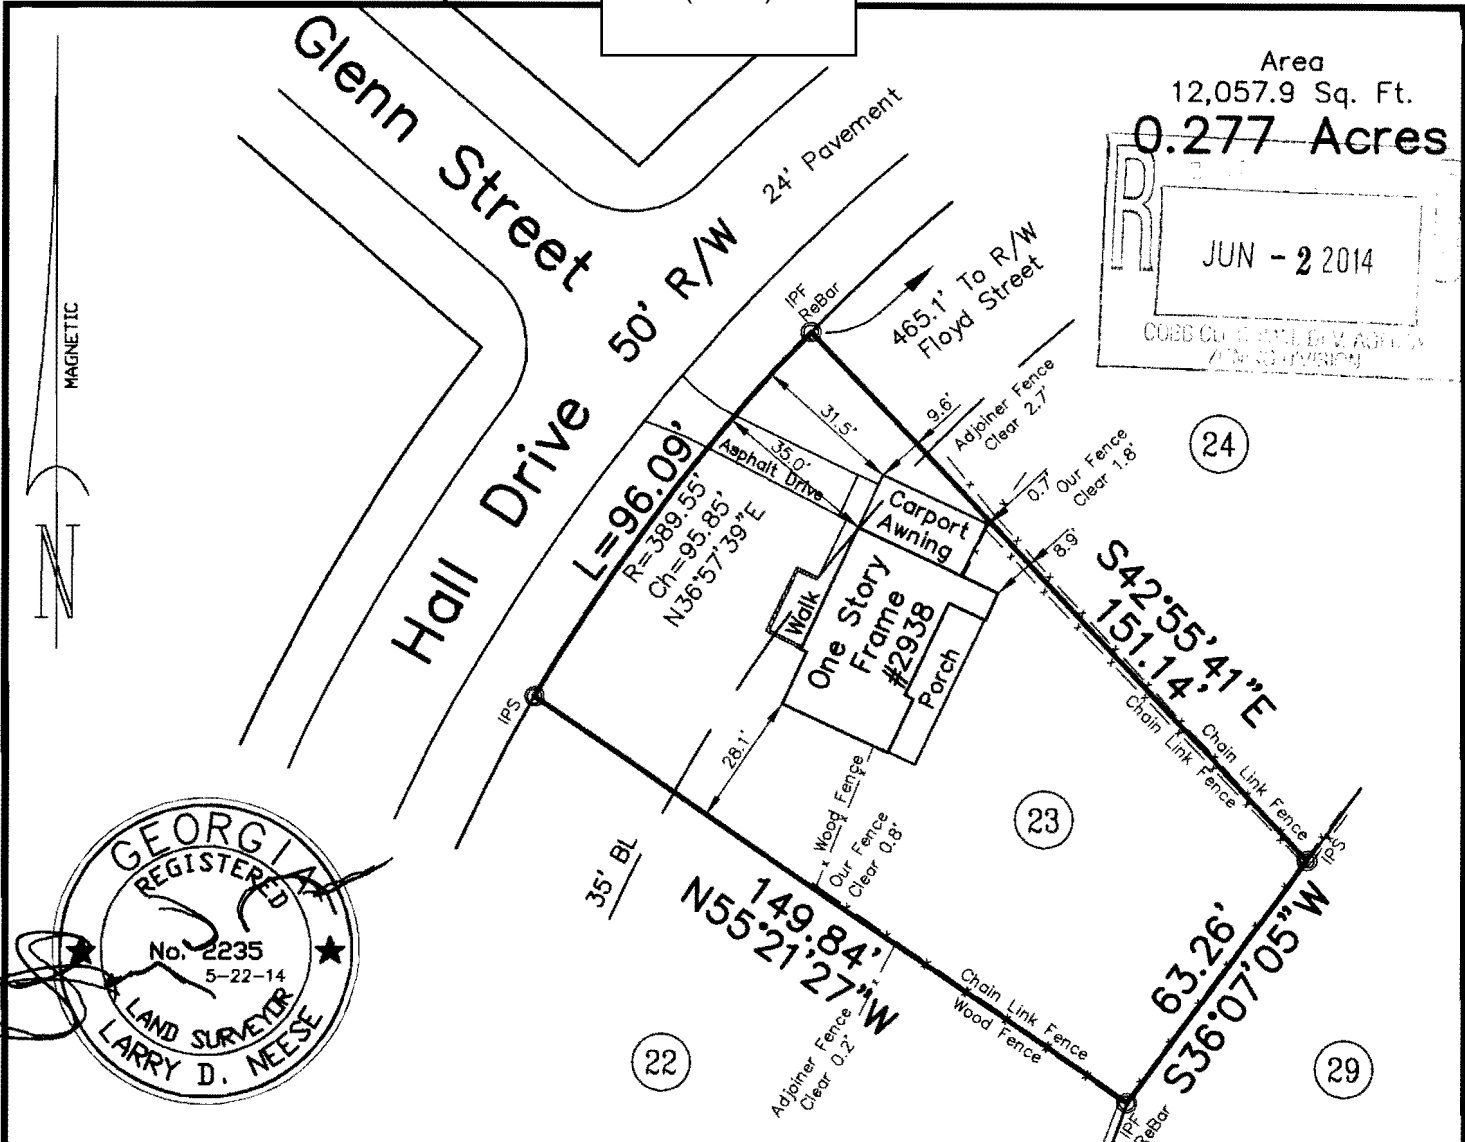 Area
12,057.9 Sq. Ft.
0.277 Acres
R
JUN - 2 2014
Glenn Street
24' Pavement
50' R/W
Hall Drive
MAGNETIC
N
IPF
ReBar
465.1' To R/W
Floyd Street
9.6'
Adjoiner Fence
Clear 2.7'
0.7'
Our Fence
Clear 1.8'
8.9'
24
31.5'
35.0'
Asphalt Drive
L=96.09'
R=389.55'
Ch=95.85'
N36°57'39"E
Carport
Awning
Walk
One Story
Frame
#2938
Porch
S42°55'41"E
151.14'
Chain Link Fence
Chain Link Fence
IPS
IPS
28.1'
35' BL
Wood Fence
Our Fence
Clear 0.8'
23
149.84'
N55°21'27"W
Chain Link Fence
Wood Fence
Adjoiner Fence
Clear 0.2'
63.26'
S36°07'05"W
22
29
IPF
ReBar
GEORGIA
REGISTERED
No. 2235
5-22-14
LAND SURVEYOR
LARRY D. NEESE